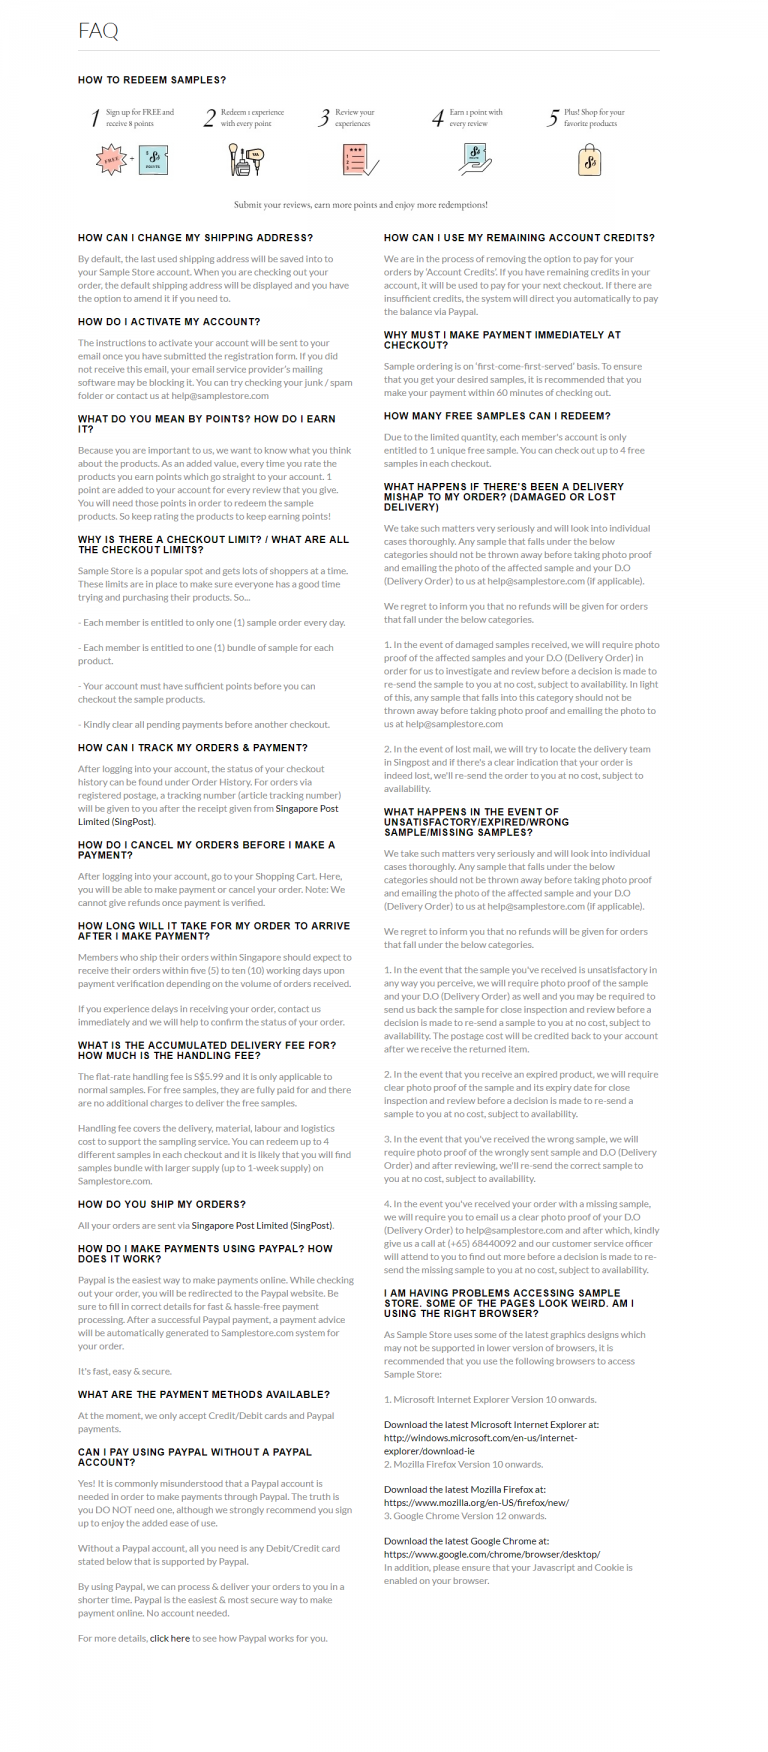 FAQ
HOW TO REDEEM SAMPLES?
1 Sign up for FREE and
receive 8 points
2 Redeem 1 experience
with every point
3 Review your
experiences
4 Earn 1 point with
every review
5 Plus! Shop for your
favorite products
FREE
Submit your reviews, earn more points and enjoy more redemptions!
HOW CAN I CHANGE MY SHIPPING ADDRESS?
By default, the last used shipping address will be saved into to
your Sample Store account. When you are checking out your
order, the default shipping address will be displayed and you have
the option to amend it if you need to.
HOW DO I ACTIVATE MY ACCOUNT?
The instructions to activate your account will be sent to your
email once you have submitted the registration form. If you did
not receive this email, your email service provider's mailing
software may be blocking it. You can try checking your junk / spam
folder or contact us at help@samplestore.com
WHAT DO YOU MEAN BY POINTS? HOW DO I EARN
IT?
Because you are important to us, we want to know what you think
about the products. As an added value, every time you rate the
products you earn points which go straight to your account. 1
point are added to your account for every review that you give.
You will need those points in order to redeem the sample
products. So keep rating the products to keep earning points!
WHY IS THERE A CHECKOUT LIMIT? / WHAT ARE ALL
THE CHECKOUT LIMITS?
Sample Store is a popular spot and gets lots of shoppers at a time.
These limits are in place to make sure everyone has a good time
trying and purchasing their products. So...
- Each member is entitled to only one (1) sample order every day.
- Each member is entitled to one (1) bundle of sample for each
product.
- Your account must have sufficient points before you can
checkout the sample products.
- Kindly clear all pending payments before another checkout.
HOW CAN I TRACK MY ORDERS & PAYMENT?
After logging into your account, the status of your checkout
history can be found under Order History. For orders via
registered postage, a tracking number (article tracking number)
will be given to you after the receipt given from Singapore Post
Limited (SingPost).
HOW DO I CANCEL MY ORDERS BEFORE I MAKE A
PAYMENT?
After logging into your account, go to your Shopping Cart. Here,
you will be able to make payment or cancel your order. Note: We
cannot give refunds once payment is verified.
HOW LONG WILL IT TAKE FOR MY ORDER TO ARRIVE
AFTER I MAKE PAYMENT?
Members who ship their orders within Singapore should expect to
receive their orders within five (5) to ten (10) working days upon
payment verification depending on the volume of orders received.
If you experience delays in receiving your order, contact us
immediately and we will help to confirm the status of your order.
WHAT IS THE ACCUMULATED DELIVERY FEE FOR?
HOW MUCH IS THE HANDLING FEE?
The flat-rate handling fee is S$5.99 and it is only applicable to
normal samples. For free samples, they are fully paid for and there
are no additional charges to deliver the free samples.
Handling fee covers the delivery, material, labour and logistics
cost to support the sampling service. You can redeem up to 4
different samples in each checkout and it is likely that you will find
samples bundle with larger supply (up to 1-week supply) on
Samplestore.com.
HOW DO YOU SHIP MY ORDERS?
All your orders are sent via Singapore Post Limited (SingPost).
HOW DO I MAKE PAYMENTS USING PAYPAL? HOW
DOES IT WORK?
Paypal is the easiest way to make payments online. While checking
out your order, you will be redirected to the Paypal website. Be
sure to fill in correct details for fast & hassle-free payment
processing. After a successful Paypal payment, a payment advice
will be automatically generated to Samplestore.com system for
your order.
It's fast, easy & secure.
WHAT ARE THE PAYMENT METHODS AVAILABLE?
At the moment, we only accept Credit/Debit cards and Paypal
payments.
CAN I PAY USING PAYPAL WITHOUT A PAYPAL
ACCOUNT?
Yes! It is commonly misunderstood that a Paypal account is
needed in order to make payments through Paypal. The truth is
you DO NOT need one, although we strongly recommend you sign
up to enjoy the added ease of use.
Without a Paypal account, all you need is any Debit/Credit card
stated below that is supported by Paypal.
By using Paypal, we can process & deliver your orders to you in a
shorter time. Paypal is the easiest & most secure way to make
payment online. No account needed.
For more details, click here to see how Paypal works for you.
HOW CAN I USE MY REMAINING ACCOUNT CREDITS?
We are in the process of removing the option to pay for your
orders by 'Account Credits'. If you have remaining credits in your
account, it will be used to pay for your next checkout. If there are
insufficient credits, the system will direct you automatically to pay
the balance via Paypal.
WHY MUST I MAKE PAYMENT IMMEDIATELY AT
CHECKOUT?
Sample ordering is on 'first-come-first-served' basis. To ensure
that you get your desired samples, it is recommended that you
make your payment within 60 minutes of checking out.
HOW MANY FREE SAMPLES CAN I REDEEM?
Due to the limited quantity, each member's account is only
entitled to 1 unique free sample. You can check out up to 4 free
samples in each checkout.
WHAT HAPPENS IF THERE'S BEEN A DELIVERY
MISHAP TO MY ORDER? (DAMAGED OR LOST
DELIVERY)
We take such matters very seriously and will look into individual
cases thoroughly. Any sample that falls under the below
categories should not be thrown away before taking photo proof
and emailing the photo of the affected sample and your D.O
(Delivery Order) to us at help@samplestore.com (if applicable).
We regret to inform you that no refunds will be given for orders
that fall under the below categories.
1. In the event of damaged samples received, we will require photo
proof of the affected samples and your D.O (Delivery Order) in
order for us to investigate and review before a decision is made to
re-send the sample to you at no cost, subject to availability. In light
of this, any sample that falls into this category should not be
thrown away before taking photo proof and emailing the photo to
us at help@samplestore.com
2. In the event of lost mail, we will try to locate the delivery team
in Singpost and if there's a clear indication that your order is
indeed lost, we'll re-send the order to you at no cost, subject to
availability.
WHAT HAPPENS IN THE EVENT OF
UNSATISFACTORY/EXPIRED/WRONG
SAMPLE/MISSING SAMPLES?
We take such matters very seriously and will look into individual
cases thoroughly. Any sample that falls under the below
categories should not be thrown away before taking photo proof
and emailing the photo of the affected sample and your D.O
(Delivery Order) to us at help@samplestore.com (if applicable).
We regret to inform you that no refunds will be given for orders
that fall under the below categories.
1. In the event that the sample you've received is unsatisfactory in
any way you perceive, we will require photo proof of the sample
and your D.O (Delivery Order) as well and you may be required to
send us back the sample for close inspection and review before a
decision is made to re-send a sample to you at no cost, subject to
availability. The postage cost will be credited back to your account
after we receive the returned item.
2. In the event that you receive an expired product, we will require
clear photo proof of the sample and its expiry date for close
inspection and review before a decision is made to re-send a
sample to you at no cost, subject to availability.
3. In the event that you've received the wrong sample, we will
require photo proof of the wrongly sent sample and D.O (Delivery
Order) and after reviewing, we'll re-send the correct sample to
you at no cost, subject to availability.
4. In the event you've received your order with a missing sample,
we will require you to email us a clear photo proof of your D.O
(Delivery Order) to help@samplestore.com and after which, kindly
give us a call at (+65) 68440092 and our customer service officer
will attend to you to find out more before a decision is made to re-
send the missing sample to you at no cost, subject to availability.
I AM HAVING PROBLEMS ACCESSING SAMPLE
STORE. SOME OF THE PAGES LOOK WEIRD. AM I
USING THE RIGHT BROWSER?
As Sample Store uses some of the latest graphics designs which
may not be supported in lower version of browsers, it is
recommended that you use the following browsers to access
Sample Store:
1. Microsoft Internet Explorer Version 10 onwards.
Download the latest Microsoft Internet Explorer at:
http://windows.microsoft.com/en-us/internet-
explorer/download-ie
2. Mozilla Firefox Version 10 onwards.
Download the latest Mozilla Firefox at:
https://www.mozilla.org/en-US/firefox/new/
3. Google Chrome Version 12 onwards.
Download the latest Google Chrome at:
https://www.google.com/chrome/browser/desktop/
In addition, please ensure that your Javascript and Cookie is
enabled on your browser.